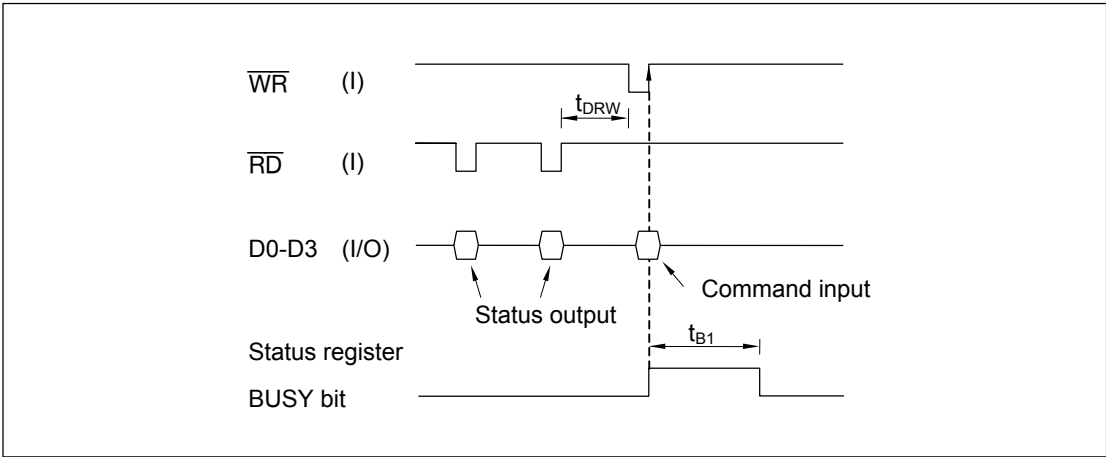 WR (I)
tDRW
RD (I)
D0-D3 (I/O)
Command input
Status output
tB1
Status register
BUSY bit